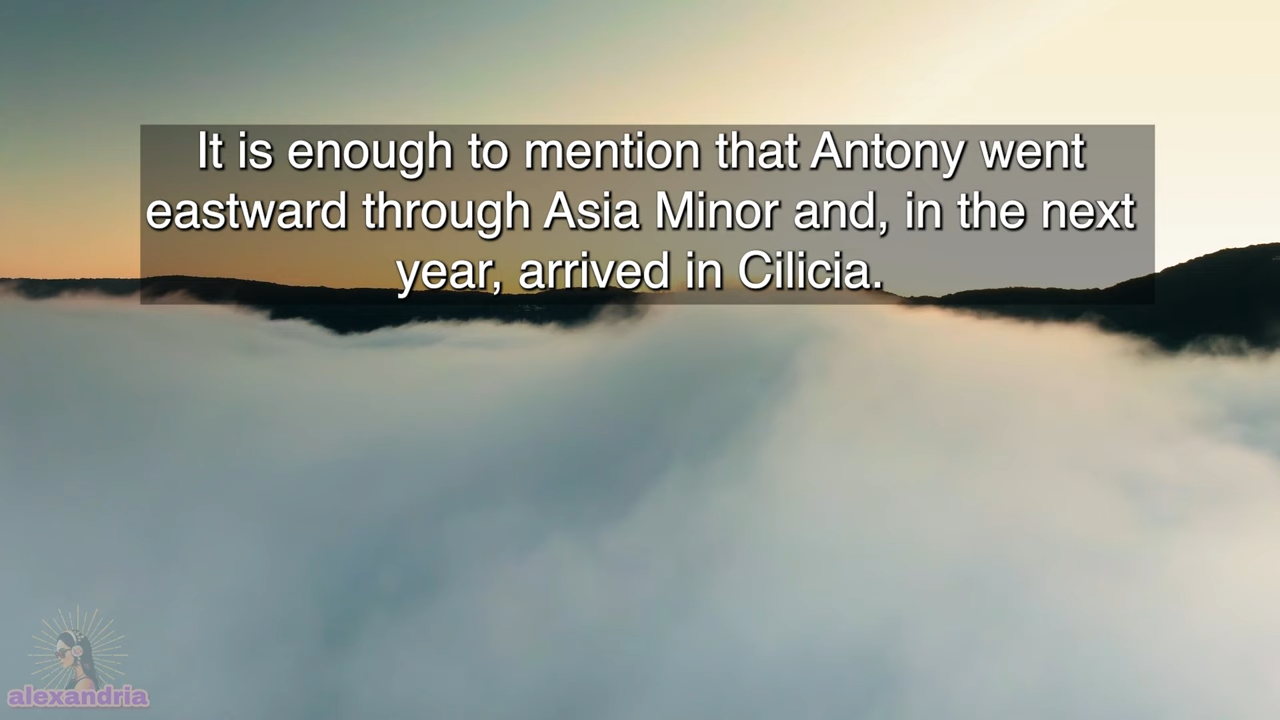 It is enough to mention that Antony went
eastward through Asia Minor and, in the next
year, arrived in Cilicia.
alexandria